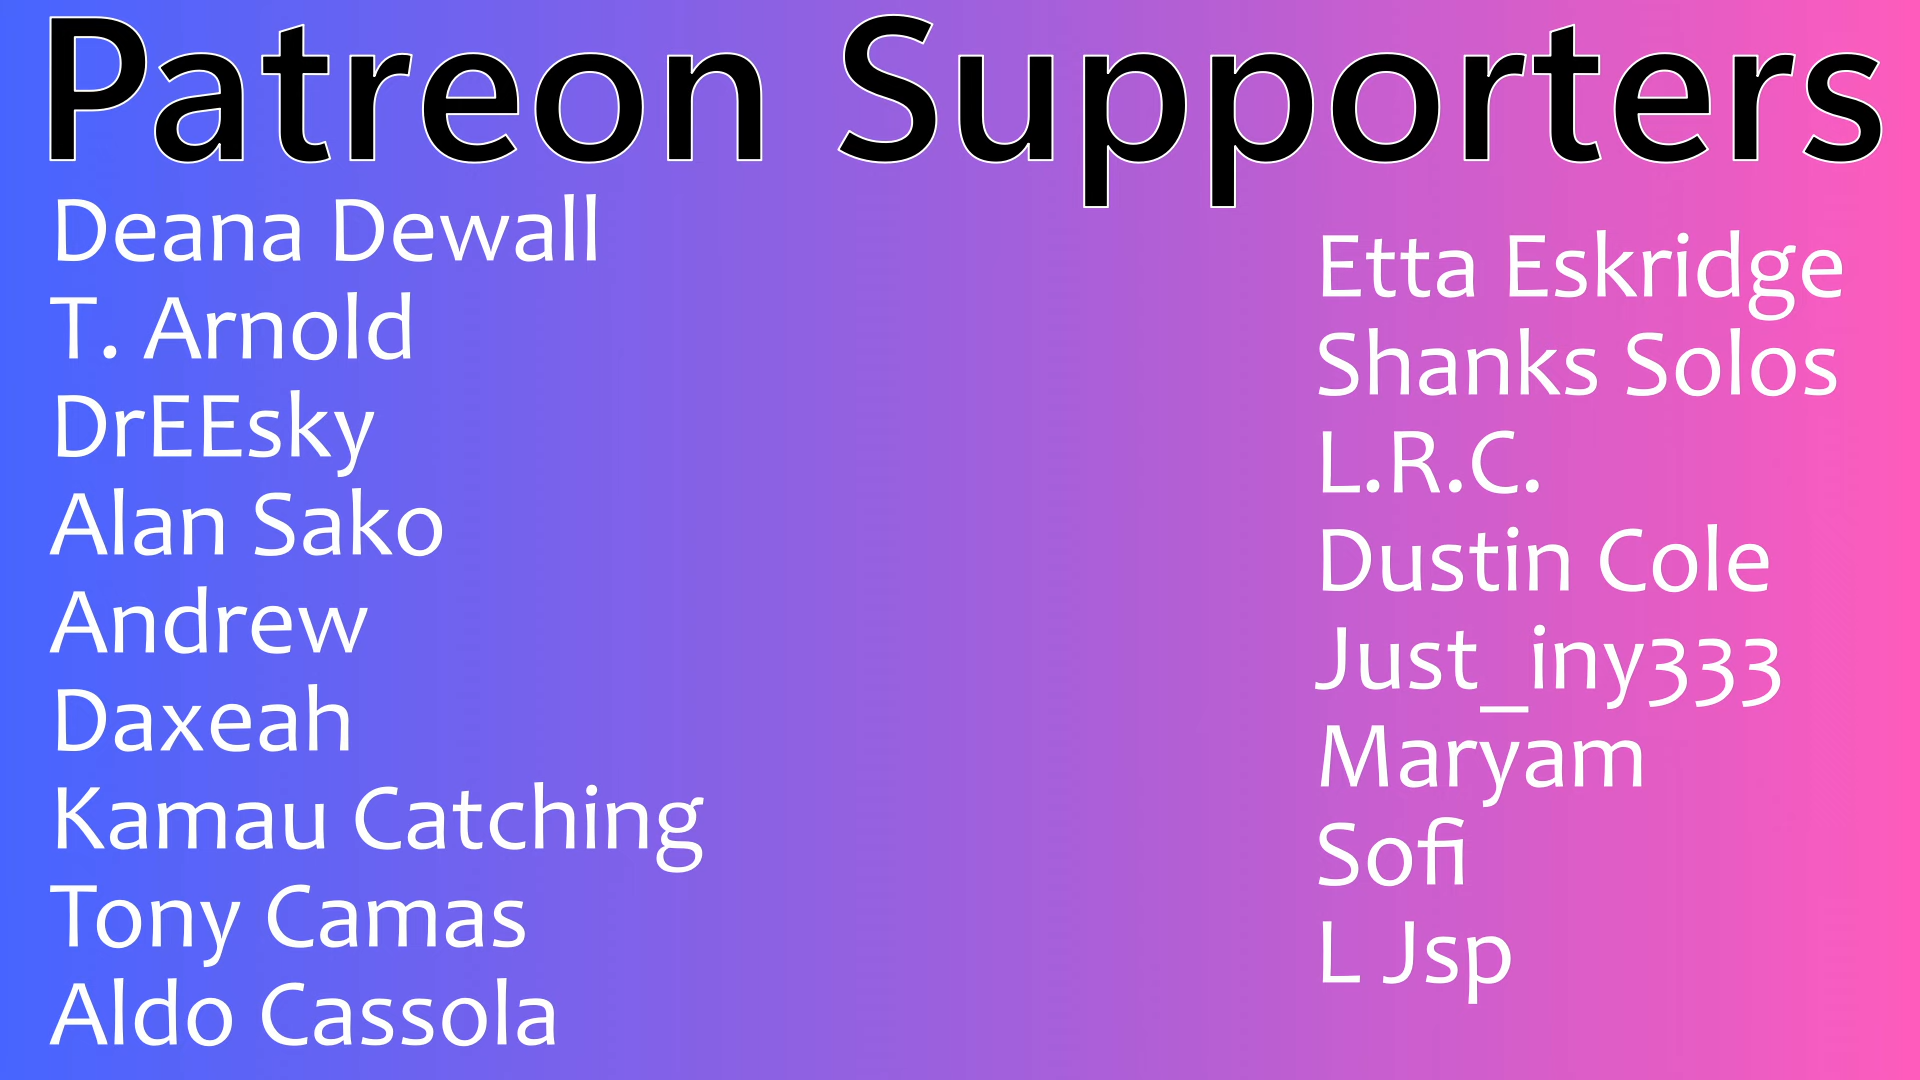 Patreon Supporters
Deana Dewall
T. Arnold
DrEEsky
Alan Sako
Andrew
Daxeah
Kamau Catching
Tony Camas
Aldo Cassola
Etta Eskridge
Shanks Solos
L.R.C.
Dustin Cole
Just_iny333
Maryam
Sofi
L Jsp